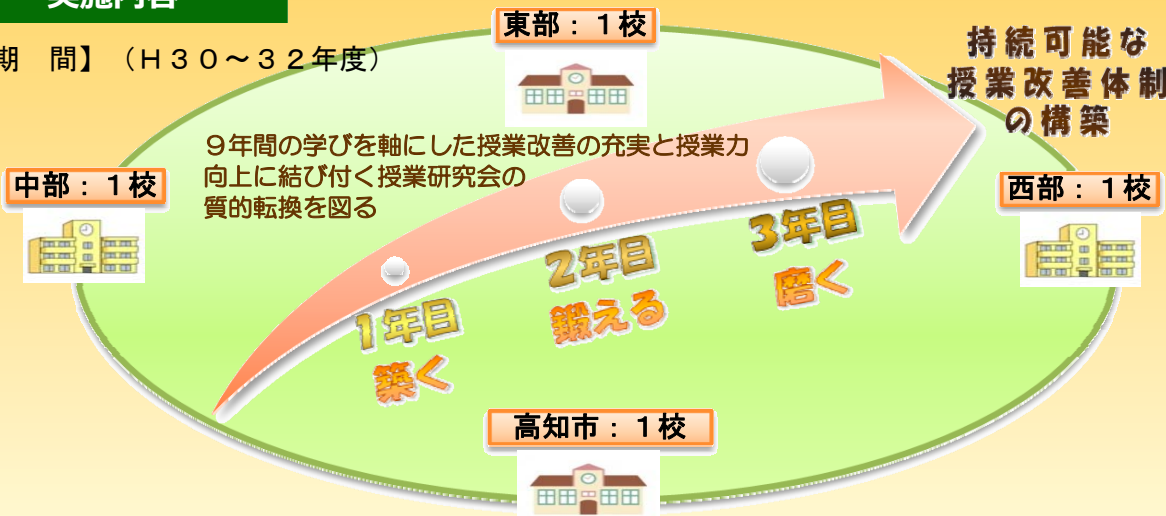 実施内容
期　間】（Ｈ３０～３２年度）
東部：１校
持続可能な
授業改善体制
の構築
９年間の学びを軸にした授業改善の充実と授業力
向上に結び付く授業研究会の
質的転換を図る
中部：１校
西部：１校
3年目
磨く
2年目
鍛える
1年目
築く
高知市：１校